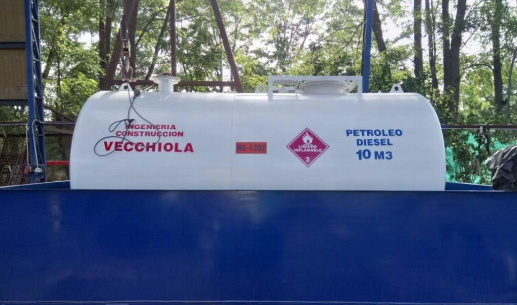 INGENIERIA
CONSTRUCCION
VECCHIOLA
LIQUIDO
INFLAMABLE
3
PETROLEO
DIESEL
10 M3